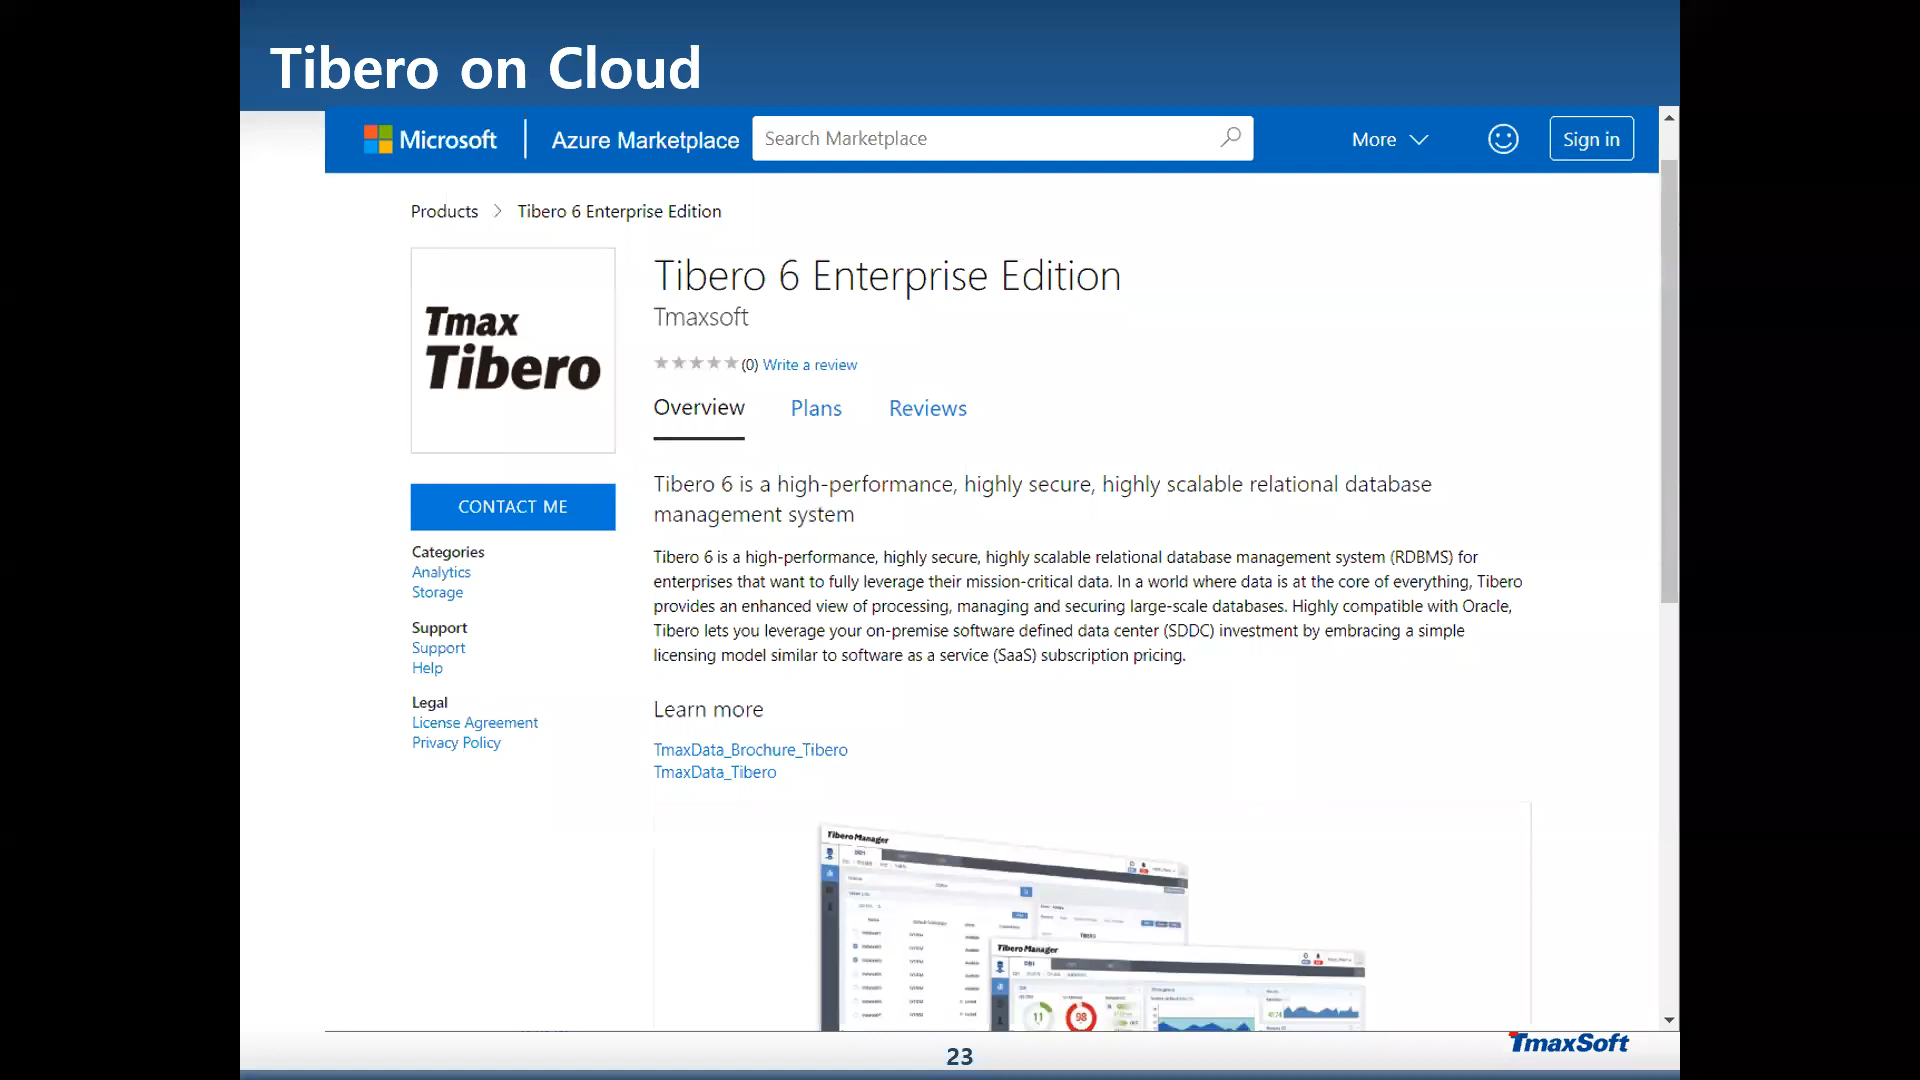 Tibero on Cloud
Microsoft
Azure Marketplace
Search Marketplace
More
Sign in
Products > Tibero 6 Enterprise Edition
Tmax
Tibero
Tibero 6 Enterprise Edition
Tmaxsoft
(0) Write a review
Overview
Plans
Reviews
CONTACT ME
Categories
Analytics
Storage
Support
Support
Help
Legal
License Agreement
Privacy Policy
Tibero 6 is a high-performance, highly secure, highly scalable relational database
management system
Tibero 6 is a high-performance, highly secure, highly scalable relational database management system (RDBMS) for
enterprises that want to fully leverage their mission-critical data. In a world where data is at the core of everything, Tibero
provides an enhanced view of processing, managing and securing large-scale databases. Highly compatible with Oracle,
Tibero lets you leverage your on-premise software defined data center (SDDC) investment by embracing a simple
licensing model similar to software as a service (SaaS) subscription pricing.
Learn more
TmaxData_Brochure_Tibero
TmaxData_Tibero
Tibero Manager
TIBERO
Tibero Manager
11
98
23
TmaxSoft